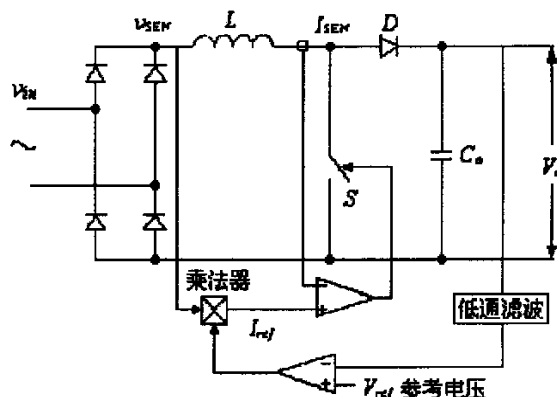 v_SEN
L
I_SEN
D
v_IN
~
S
C_o
乘法器
I_ref
低通滤波
V_ref 参考电压